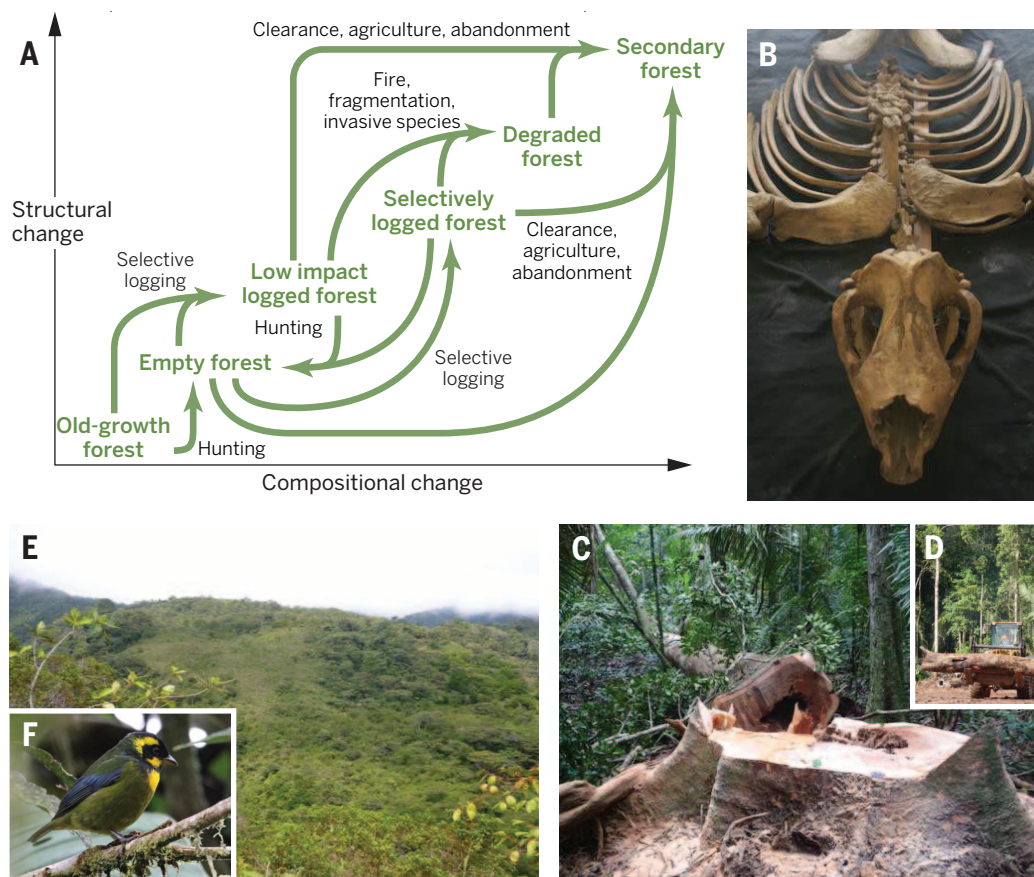 A
Clearance, agriculture, abandonment
Secondary
forest
Fire,
fragmentation,
invasive species
Degraded
forest
Structural
change
Selectively
logged forest
Clearance,
agriculture,
abandonment
Selective
logging
Low impact
logged forest
Hunting
Empty forest
Selective
logging
Old-growth
forest
Hunting
Compositional change
B
E
F
C
D